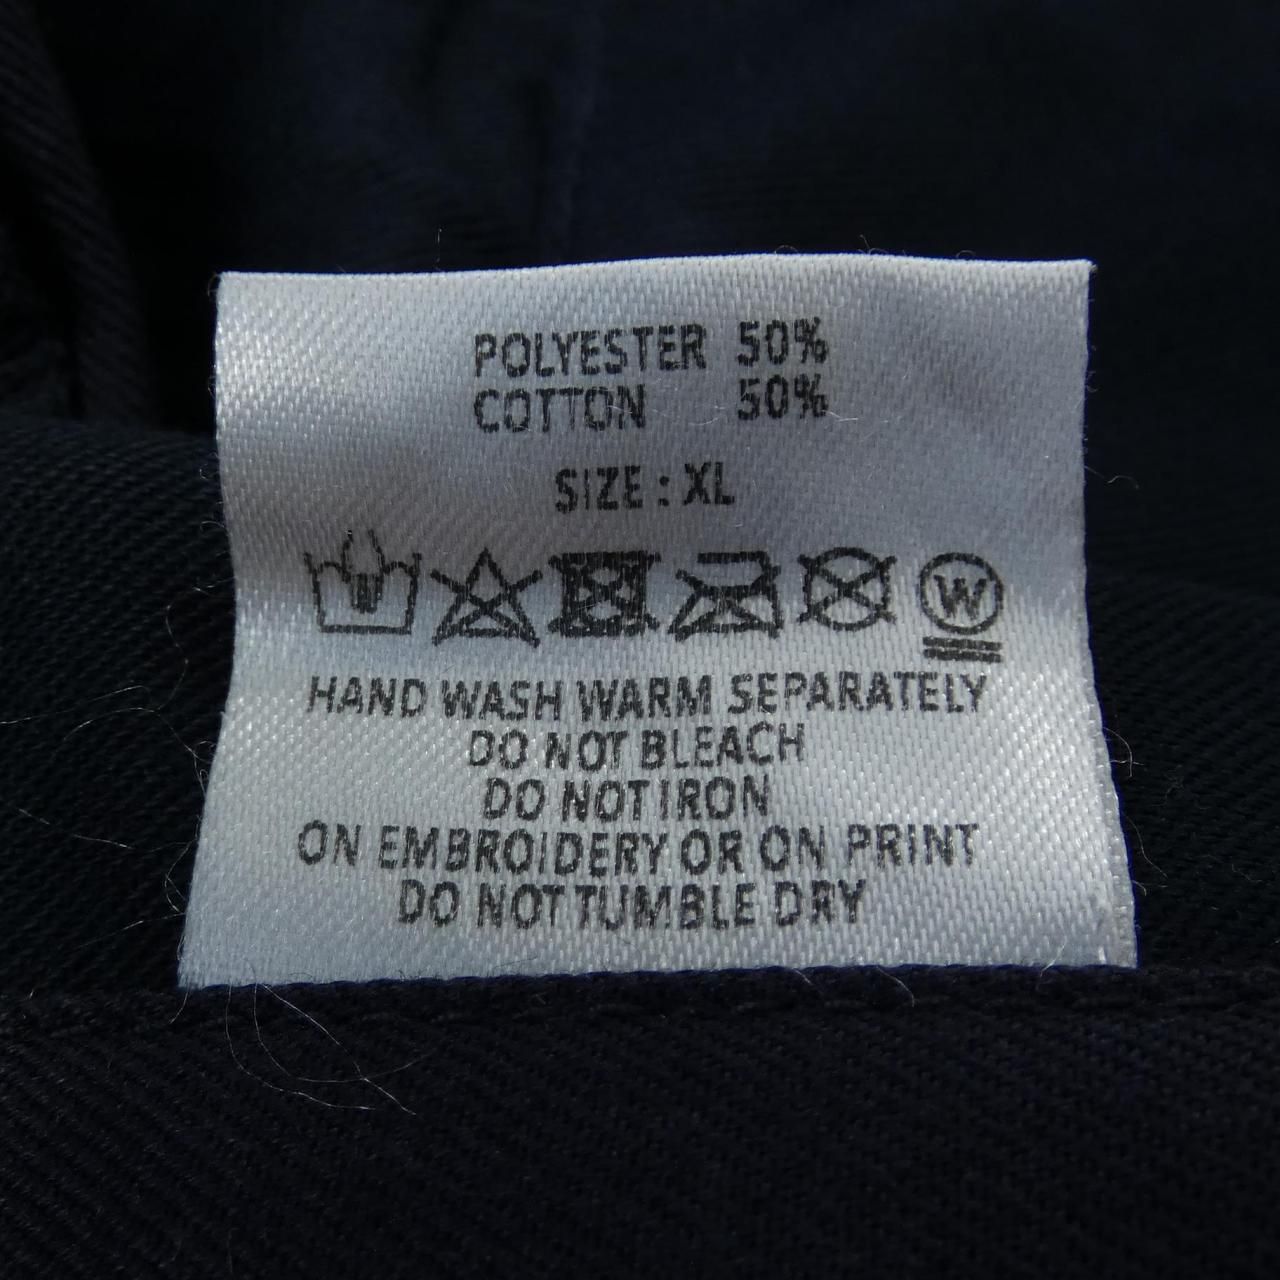 POLYESTER 50%
COTTON 50%
SIZE : XL
W
HAND WASH WARM SEPARATELY
DO NOT BLEACH
DO NOT IRON
ON EMBROIDERY OR ON PRINT
DO NOT TUMBLE DRY